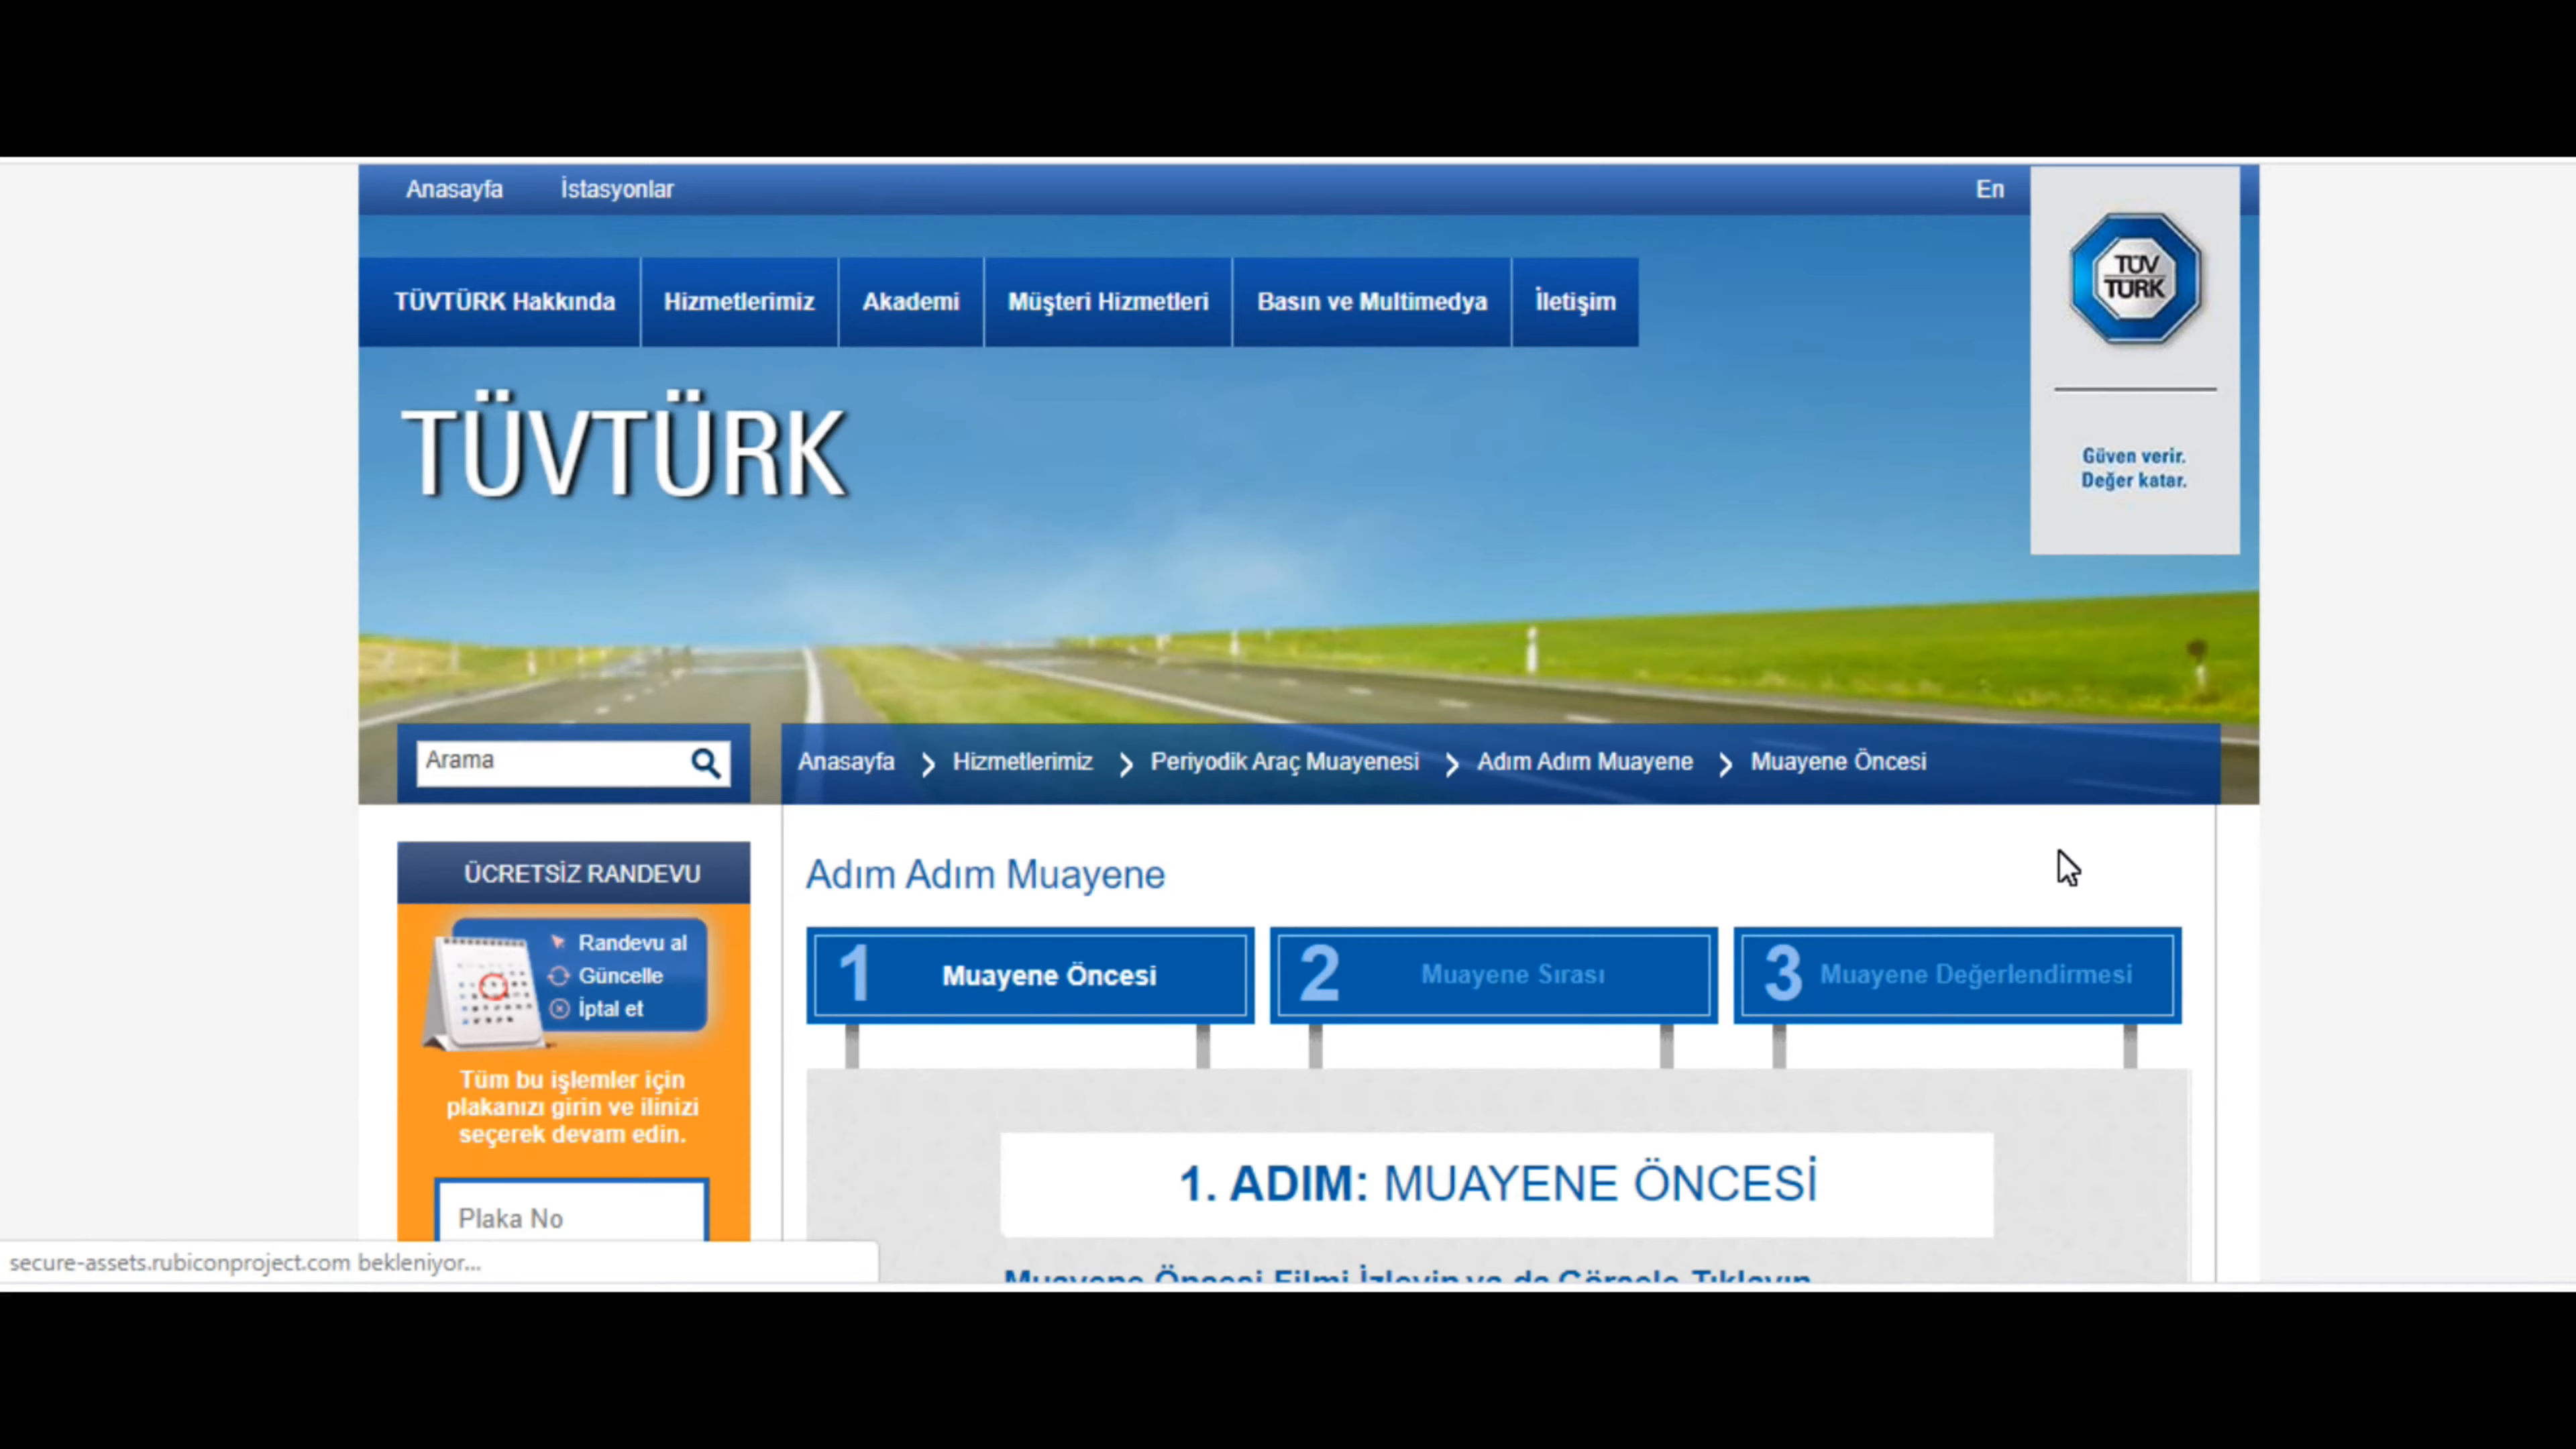 Anasayfa İstasyonlar En
TÜVTÜRK Hakkında Hizmetlerimiz Akademi Müşteri Hizmetleri Basın ve Multimedya İletişim
TÜV
TÜRK
TÜVTÜRK
Güven verir.
Değer katar.
Arama
Anasayfa > Hizmetlerimiz > Periyodik Araç Muayenesi > Adım Adım Muayene > Muayene Öncesi
ÜCRETSİZ RANDEVU
Randevu al
Güncelle
İptal et
Tüm bu işlemler için
plakanızı girin ve ilinizi
seçerek devam edin.
Plaka No
Adım Adım Muayene
1 Muayene Öncesi
2 Muayene Sırası
3 Muayene Değerlendirmesi
1. ADIM: MUAYENE ÖNCESİ
Muayene Öncesi Filmi İzleyin ya da Görsele Tıklayın
secure-assets.rubiconproject.com bekleniyor...